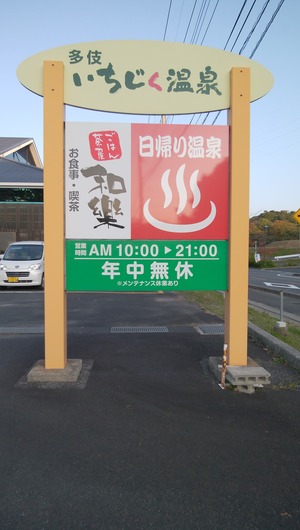 多伎
いちじく温泉
ごはん
茶屋
和樂
お食事・喫茶
日帰り温泉
営業
時間
AM 10:00 ▶ 21:00
年中無休
※メンテナンス休業あり